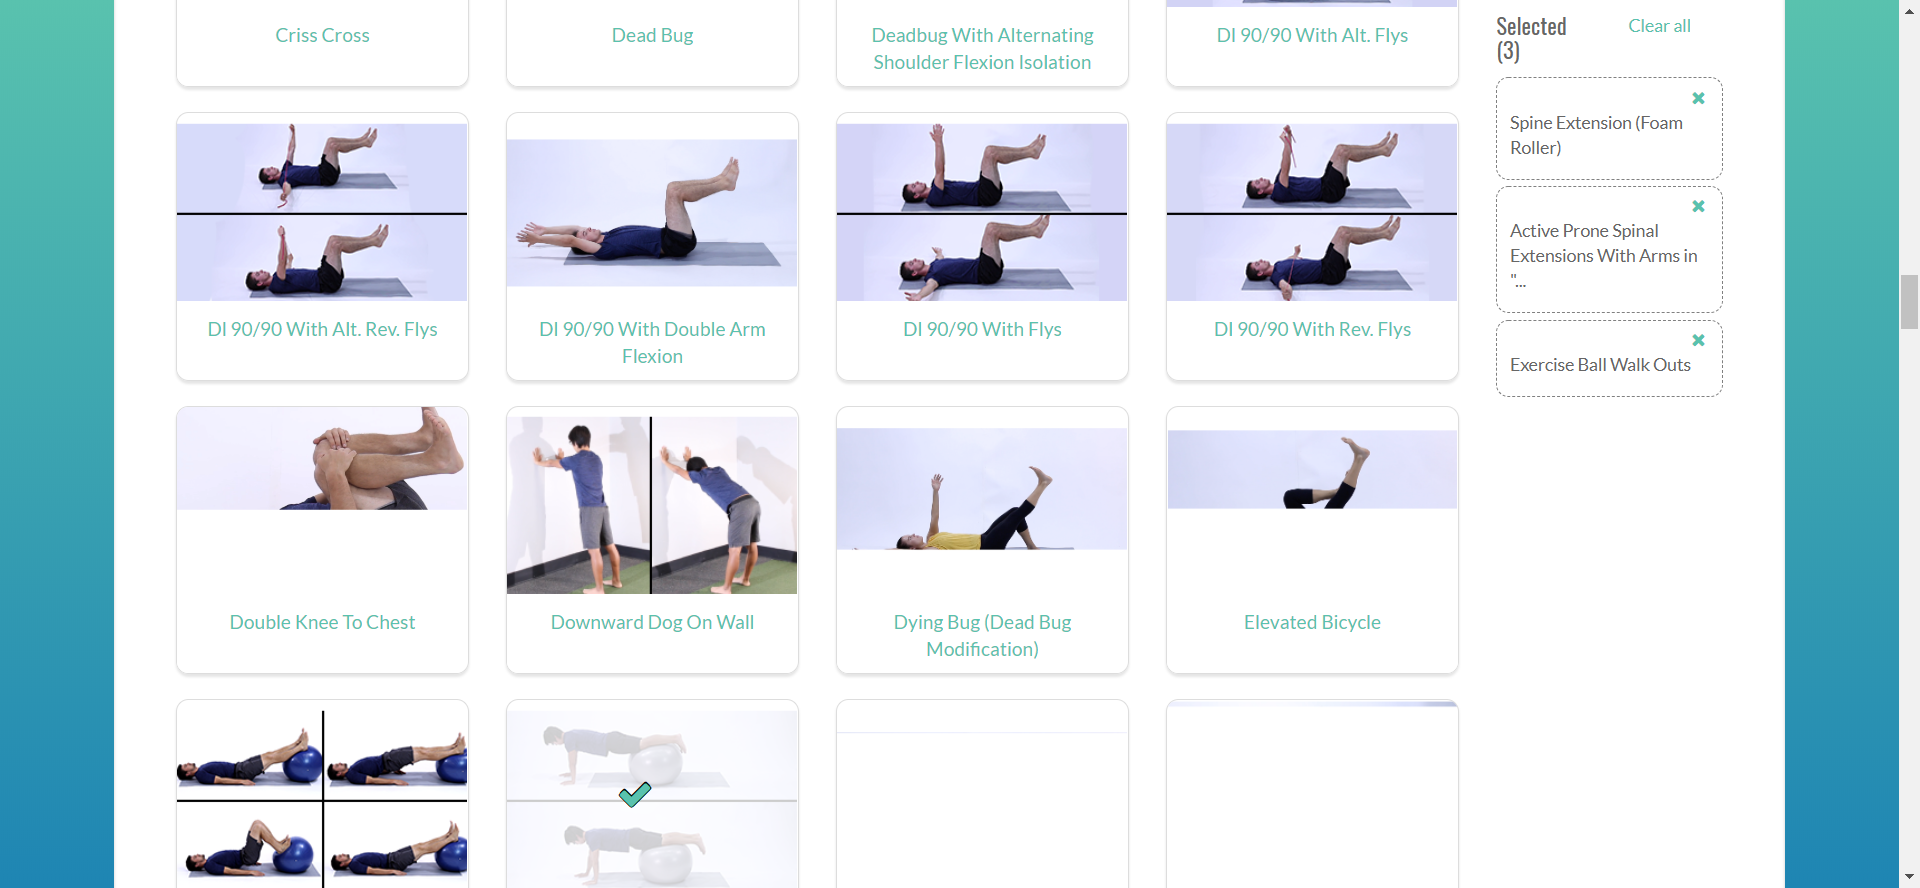 Criss Cross
Dead Bug
Deadbug With Alternating
Shoulder Flexion Isolation
DI 90/90 With Alt. Flys
DI 90/90 With Alt. Rev. Flys
DI 90/90 With Double Arm
Flexion
DI 90/90 With Flys
DI 90/90 With Rev. Flys
Double Knee To Chest
Downward Dog On Wall
Dying Bug (Dead Bug
Modification)
Elevated Bicycle
Selected
(3)
Clear all
Spine Extension (Foam
Roller)
Active Prone Spinal
Extensions With Arms in
"...
Exercise Ball Walk Outs